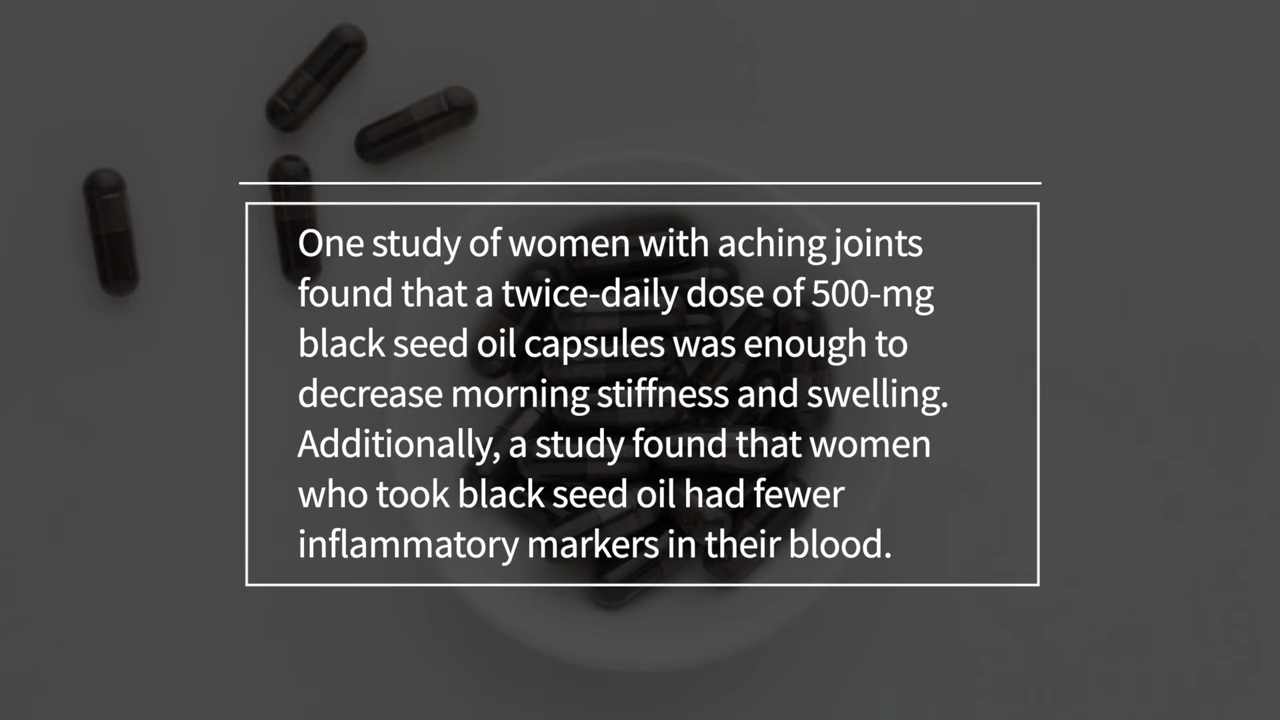 One study of women with aching joints
found that a twice-daily dose of 500-mg
black seed oil capsules was enough to
decrease morning stiffness and swelling.
Additionally, a study found that women
who took black seed oil had fewer
inflammatory markers in their blood.